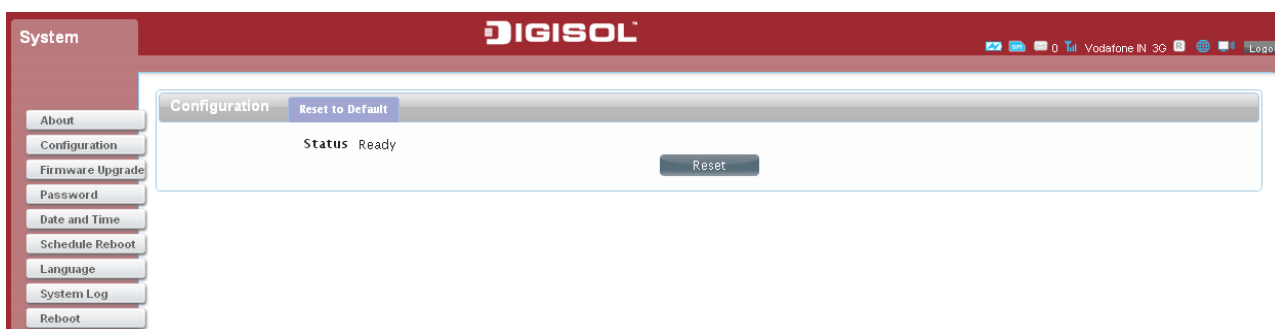 System
DIGISOL
0 Vodafone IN 3G R Logo
Configuration Reset to Default
Status Ready
Reset
About
Configuration
Firmware Upgrade
Password
Date and Time
Schedule Reboot
Language
System Log
Reboot